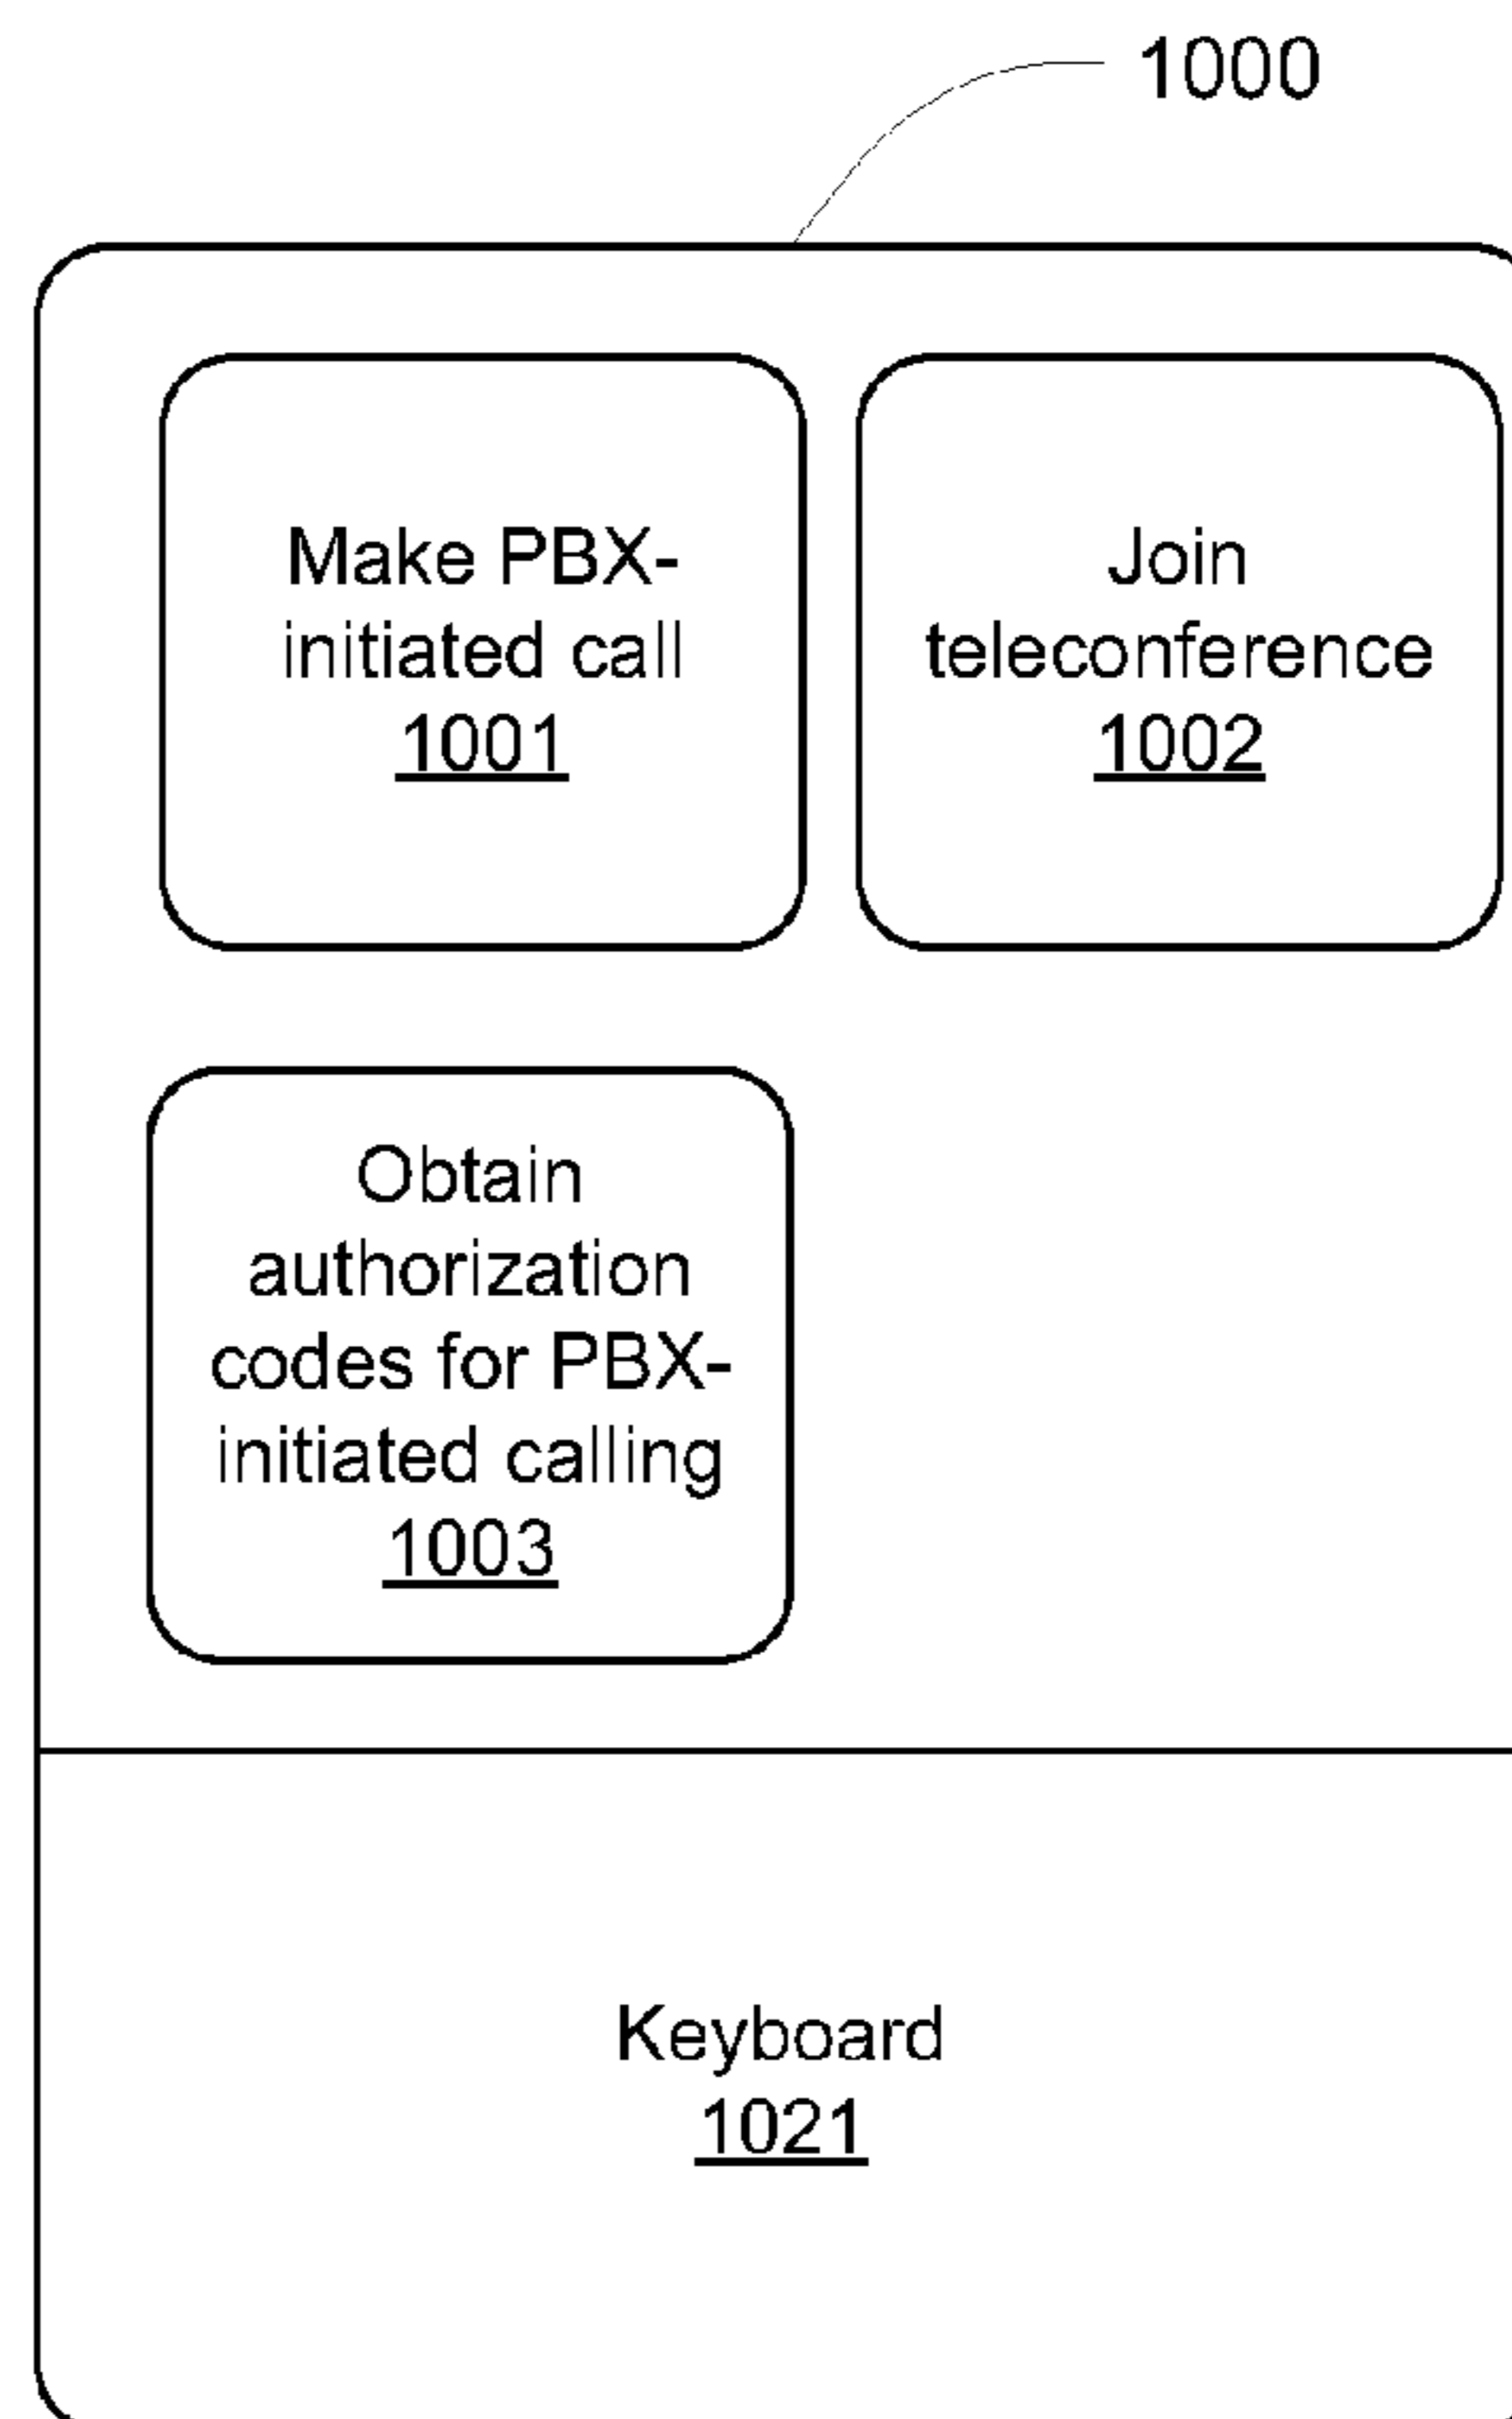 1000
Make PBX-
initiated call
1001
Join
teleconference
1002
Obtain
authorization
codes for PBX-
initiated calling
1003
Keyboard
1021